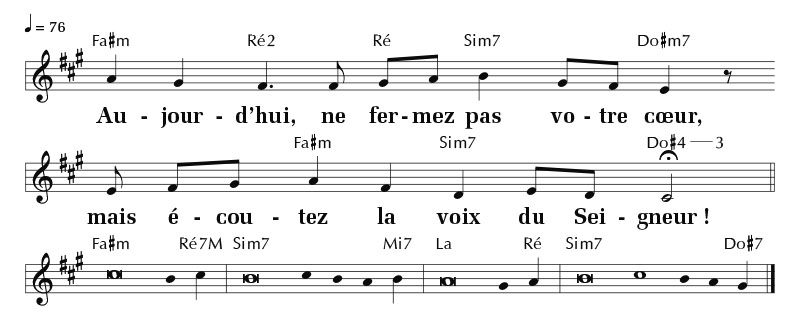 ♩ = 76
Fa#m Ré2 Ré Sim7 Do#m7
Au - jour - d’hui, ne fer - mez pas vo - tre cœur,
Fa#m Sim7 Do#4 — 3
mais é - cou - tez la voix du Sei - gneur !
Fa#m Ré7M Sim7 Mi7 La Ré Sim7 Do#7